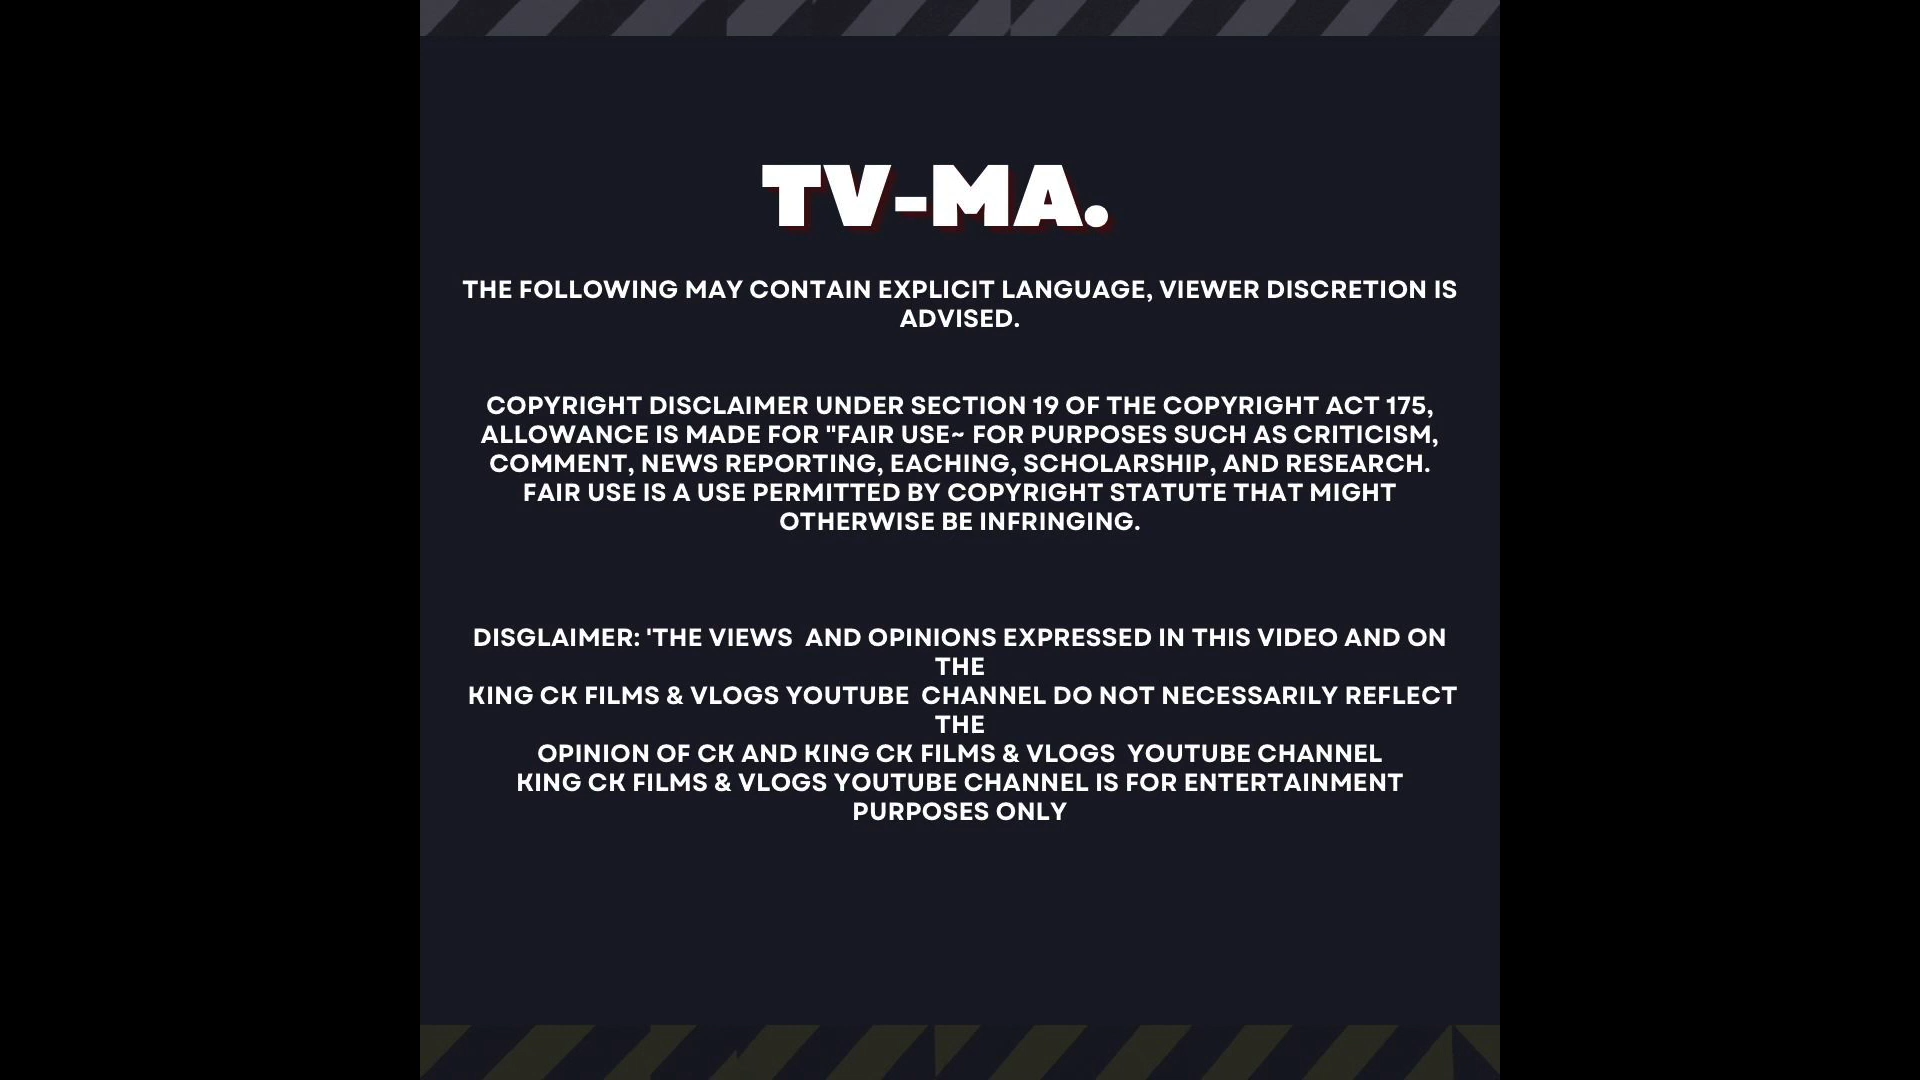 TV-MA.
THE FOLLOWING MAY CONTAIN EXPLICIT LANGUAGE, VIEWER DISCRETION IS
ADVISED.
COPYRIGHT DISCLAIMER UNDER SECTION 19 OF THE COPYRIGHT ACT 175,
ALLOWANCE IS MADE FOR "FAIR USE~ FOR PURPOSES SUCH AS CRITICISM,
COMMENT, NEWS REPORTING, EACHING, SCHOLARSHIP, AND RESEARCH.
FAIR USE IS A USE PERMITTED BY COPYRIGHT STATUTE THAT MIGHT
OTHERWISE BE INFRINGING.
DISGLAIMER: 'THE VIEWS  AND OPINIONS EXPRESSED IN THIS VIDEO AND ON
THE
KING CK FILMS & VLOGS YOUTUBE  CHANNEL DO NOT NECESSARILY REFLECT
THE
OPINION OF CK AND KING CK FILMS & VLOGS  YOUTUBE CHANNEL
KING CK FILMS & VLOGS YOUTUBE CHANNEL IS FOR ENTERTAINMENT
PURPOSES ONLY